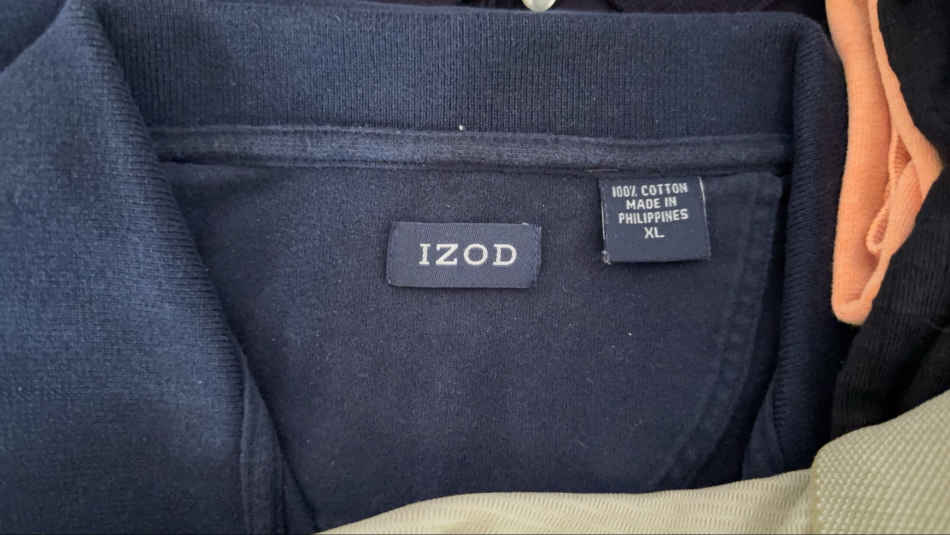 IZOD
100% COTTON
MADE IN
PHILIPPINES
XL